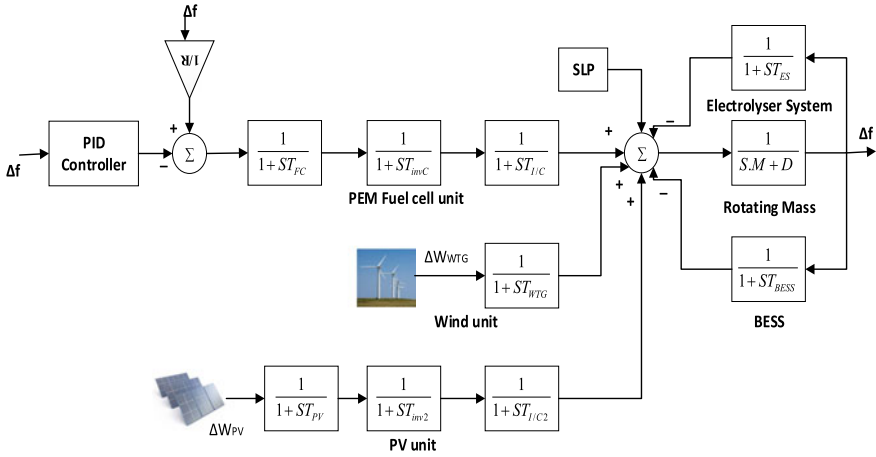 Δf
1/R
SLP
1
1+ST_ES
Electrolyser System
Δf
PID
Controller
+
−
Σ
1
1+ST_FC
1
1+ST_invC
1
1+ST_I/C
PEM Fuel cell unit
+
+
+
−
−
Σ
1
S.M+D
Rotating Mass
Δf
ΔW_WTG
1
1+ST_WTG
Wind unit
1
1+ST_BESS
BESS
ΔW_PV
1
1+ST_PV
1
1+ST_inv2
1
1+ST_I/C2
PV unit